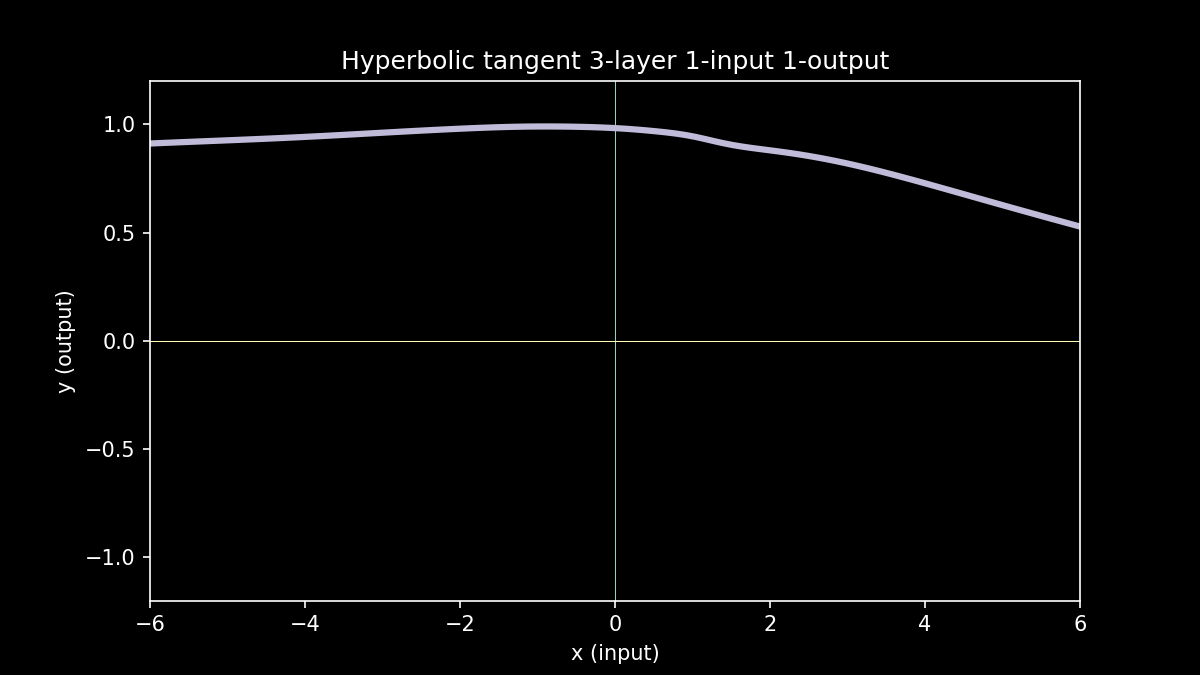 Hyperbolic tangent 3-layer 1-input 1-output
1.0
0.5
0.0
−0.5
−1.0
y (output)
−6 −4 −2 0 2 4 6
x (input)